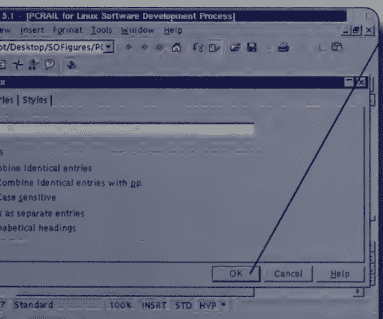 5.1 - [PCRAIL for Linux Software Development Process]
ew Insert Format Tools Window Help
ot/Desktop/SOFigures/PC
x
ries | Styles |
s
bine identical entries
Combine identical entries with pp.
Case sensitive
s as separate entries
habetical headings
OK Cancel Help
7 Standard 100% INSRT STD HYP *